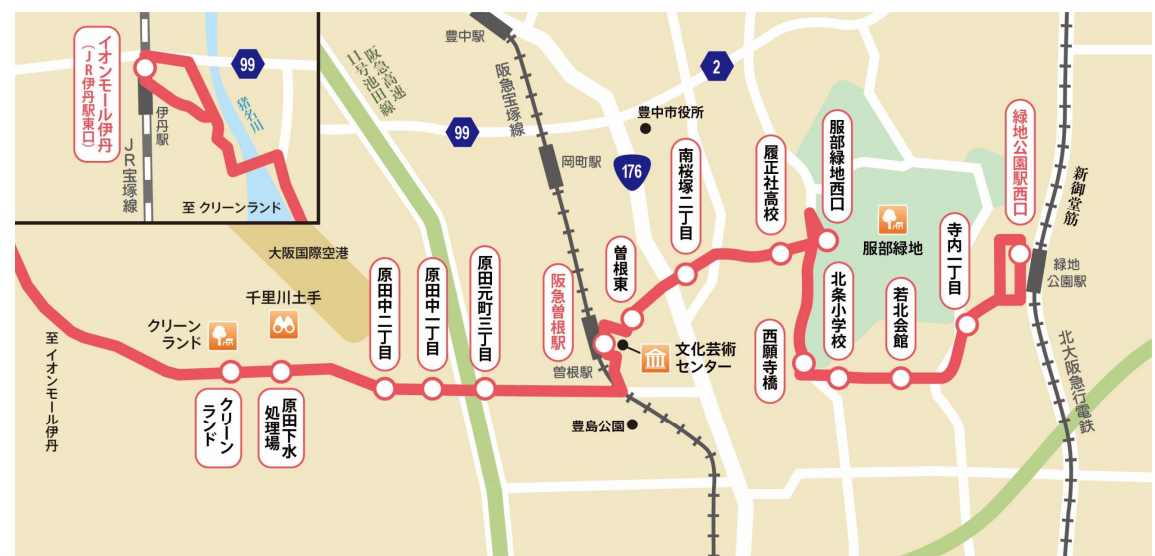 イオンモール伊丹
（ＪＲ伊丹駅東口）
99
猪名川
伊丹駅
ＪＲ宝塚線
至 クリーンランド
阪急高速
11号池田線
豊中駅
阪急宝塚線
2
99
豊中市役所
岡町駅
176
南桜塚二丁目
履正社高校
服部緑地西口
緑地公園駅西口
新御堂筋
服部緑地
寺内一丁目
緑地
公園駅
大阪国際空港
千里川土手
クリーン
ランド
原田中二丁目
原田中一丁目
原田元町三丁目
阪急曽根駅
曽根東
曽根駅
文化芸術
センター
西願寺橋
北条小学校
若北会館
北大阪急行電鉄
至 イオンモール伊丹
クリーン
ランド
原田下水
処理場
豊島公園